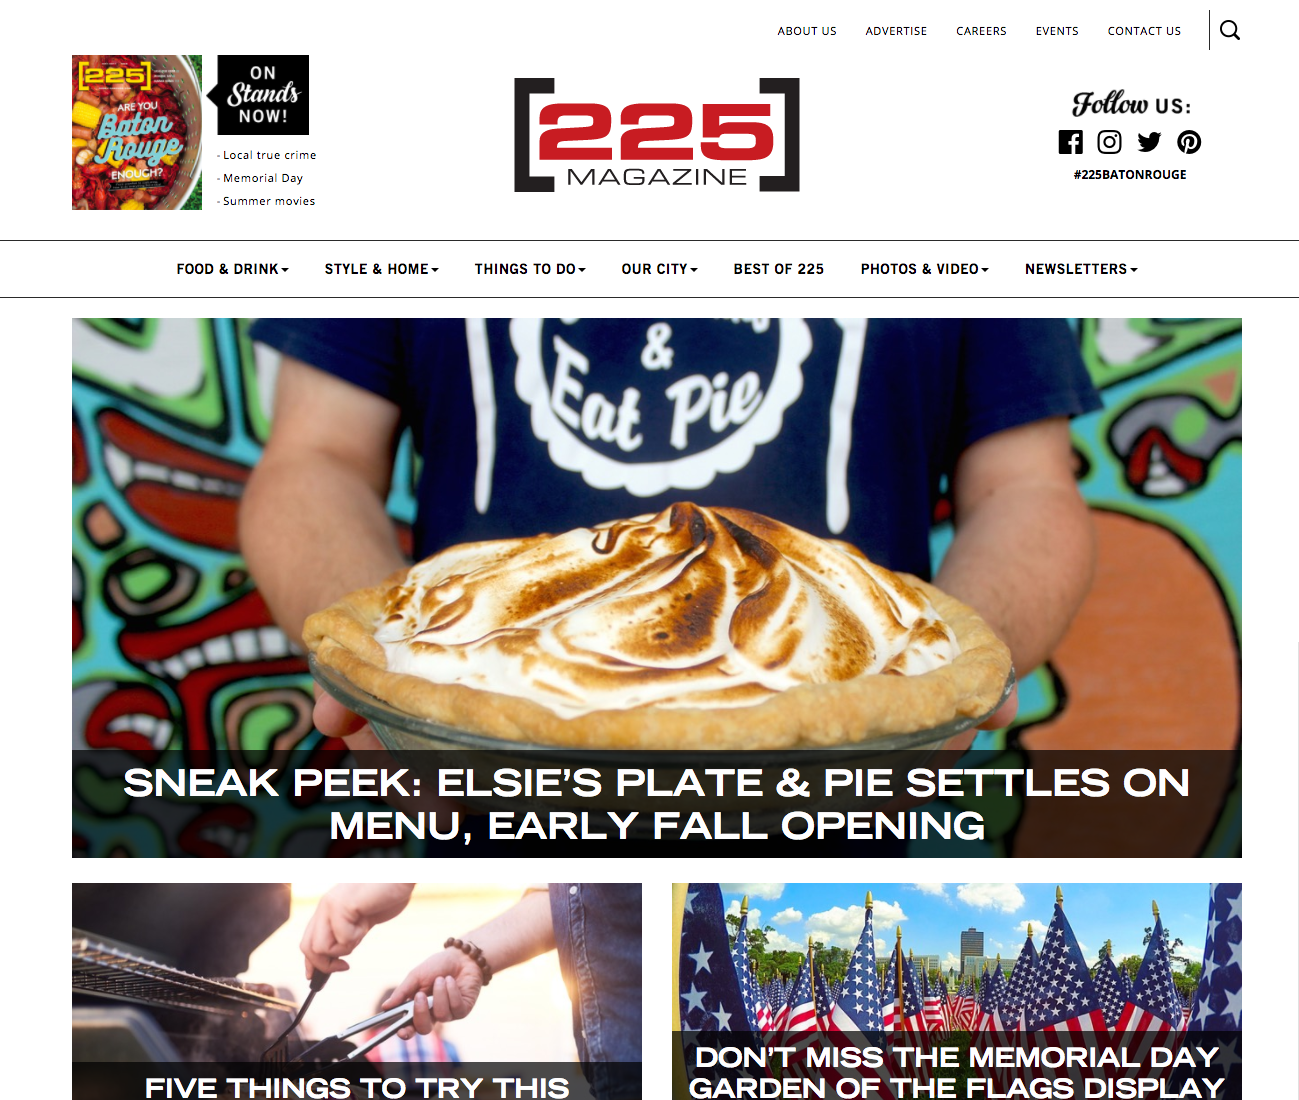 ABOUT US ADVERTISE CAREERS EVENTS CONTACT US
[225]
ARE YOU
Baton
Rouge
ENOUGH?
ON
Stands
NOW!
- Local true crime
- Memorial Day
- Summer movies
[225]
MAGAZINE
Follow US:
#225BATONROUGE
FOOD & DRINK STYLE & HOME THINGS TO DO OUR CITY BEST OF 225 PHOTOS & VIDEO NEWSLETTERS
&
Eat Pie
SNEAK PEEK: ELSIE’S PLATE & PIE SETTLES ON
MENU, EARLY FALL OPENING
FIVE THINGS TO TRY THIS
DON’T MISS THE MEMORIAL DAY
GARDEN OF THE FLAGS DISPLAY